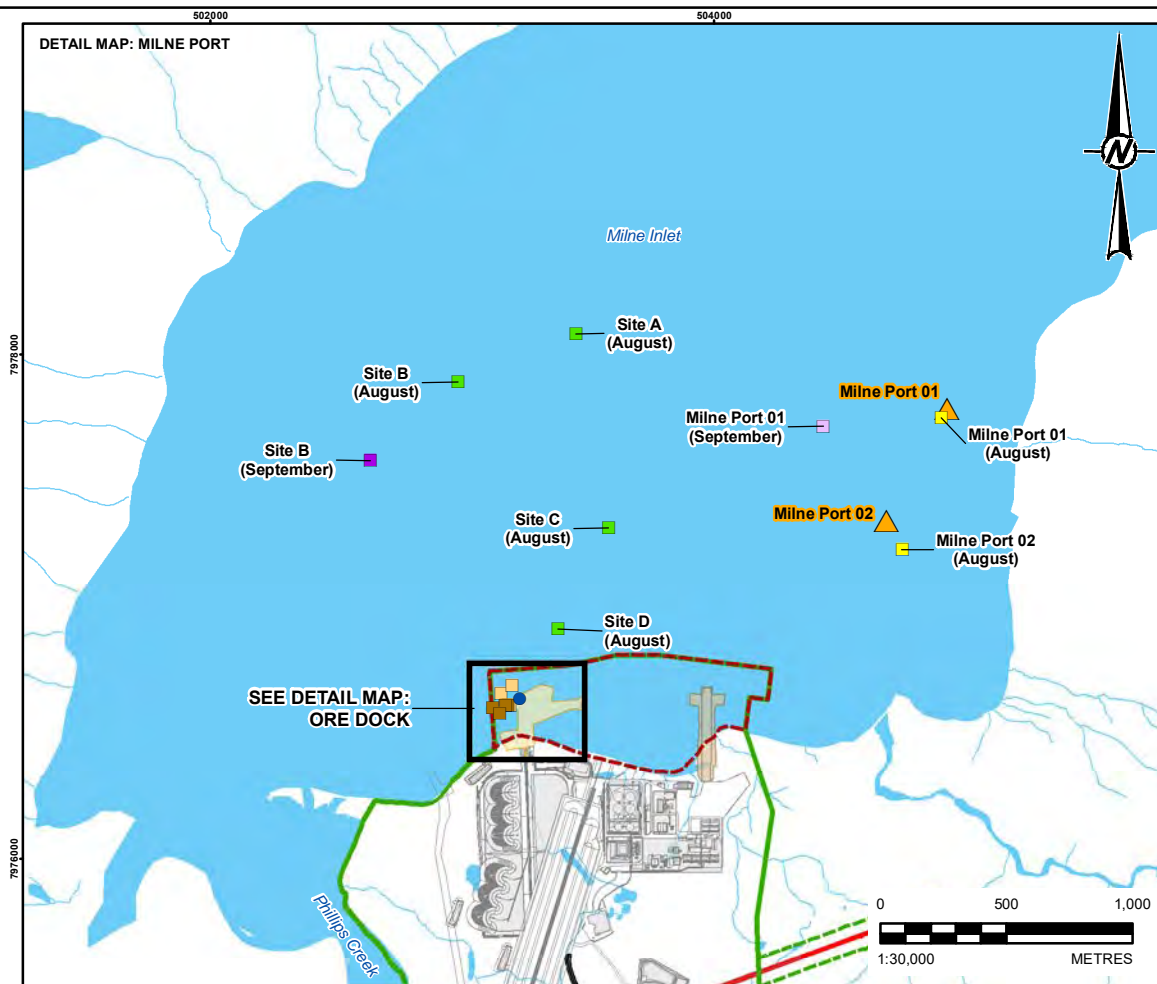 502000
504000
DETAIL MAP: MILNE PORT
N
Milne Inlet
Site A
(August)
7978000
Site B
(August)
Milne Port 01
Milne Port 01
(September)
Milne Port 01
(August)
Site B
(September)
Milne Port 02
Site C
(August)
Milne Port 02
(August)
Site D
(August)
SEE DETAIL MAP:
ORE DOCK
7976000
Phillips Creek
0 500 1,000
1:30,000 METRES